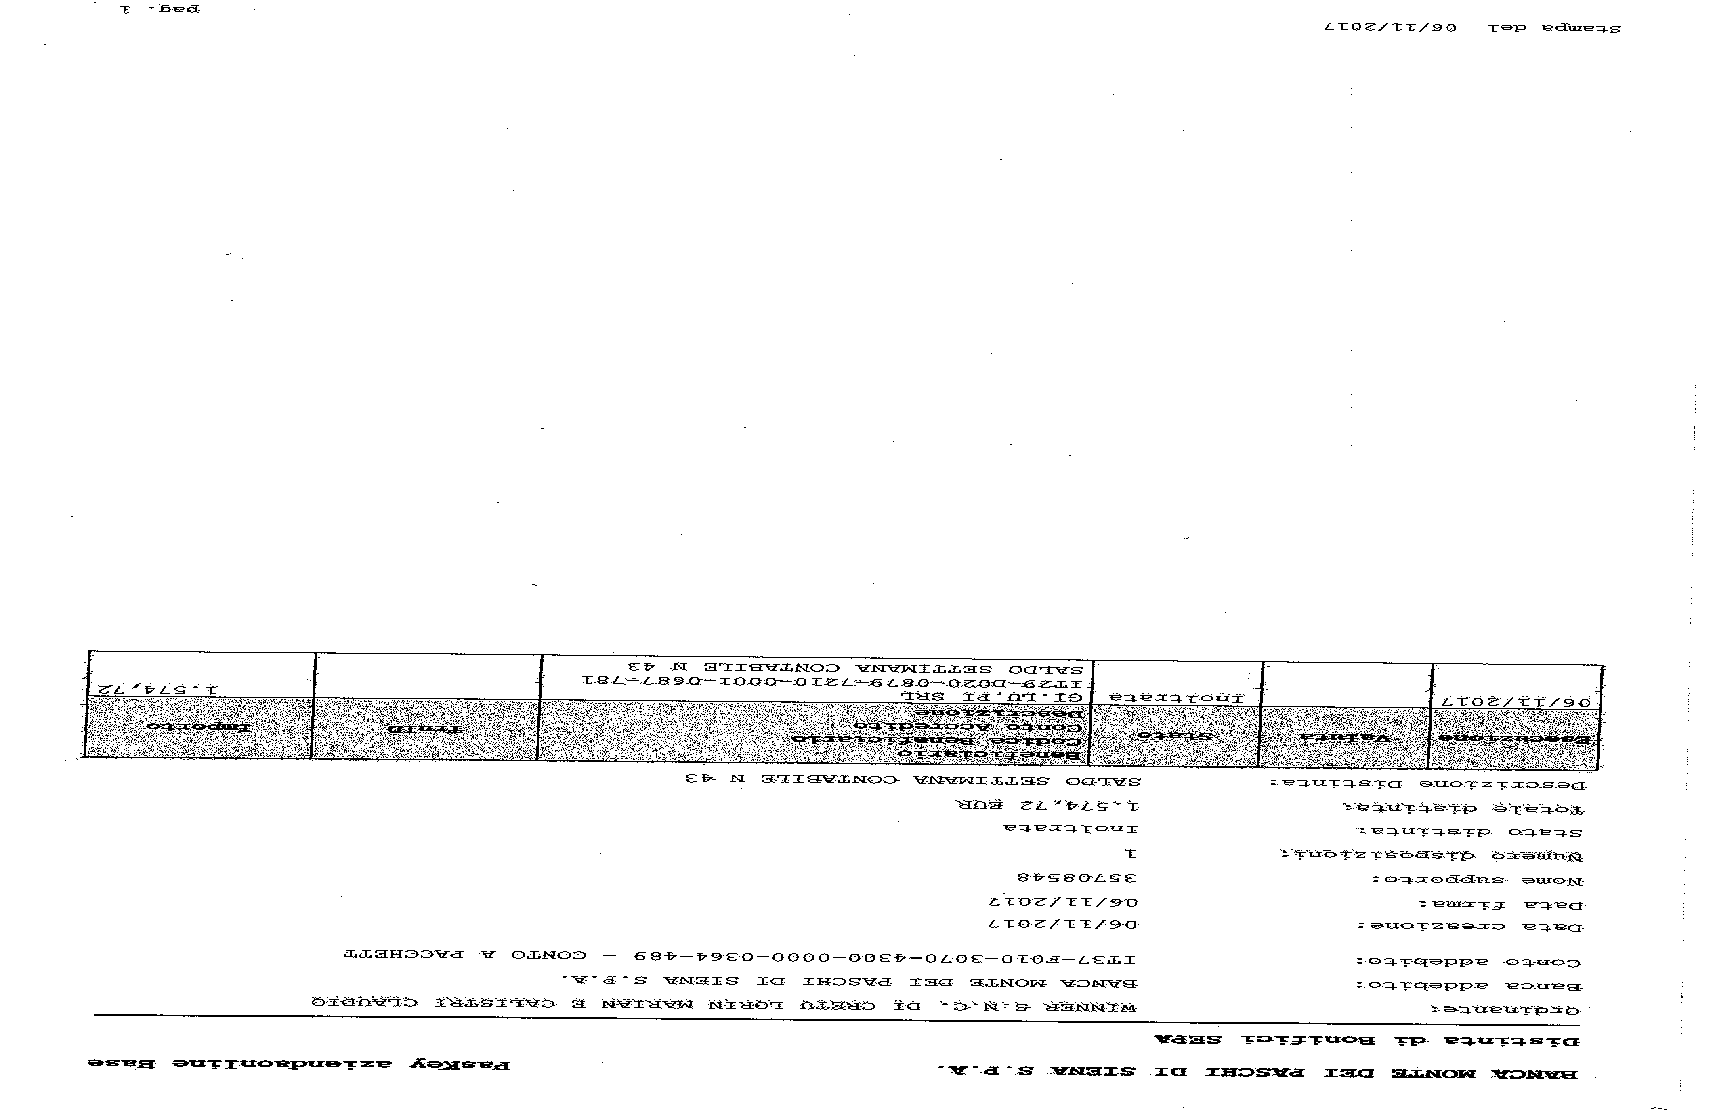 BANCA MONTE DEI PASCHI DI SIENA S.P.A. PasKey aziendaonline Base
Distinta di Bonifici SEPA
Ordinante: WINNER S.N.C. DI CRETU LORIN MARIAN E CALISTRI CLAUDIO
Banca addebito: BANCA MONTE DEI PASCHI DI SIENA S.P.A.
Conto addebito: IT37-F010-3070-4300-0000-0364-489 - CONTO A PACCHETT
Data creazione: 06/11/2017
Data firma: 06/11/2017
Nome supporto: 35708548
Numero disposizioni: 1
Stato distinta: Inoltrata
Totale distinta: 1.574,72 EUR
Descrizione Distinta: SALDO SETTIMANA CONTABILE N 43
Esecuzione Valuta Stato Beneficiario TrnID Importo
Codice Beneficiario
Conto Accredito
Descrizione
06/11/2017 Inoltrata GI.LU.PI SRL 1.574,72
IT29-D020-0879-7210-0001-0687-781
SALDO SETTIMANA CONTABILE N 43
Stampa del 06/11/2017 pag. 1